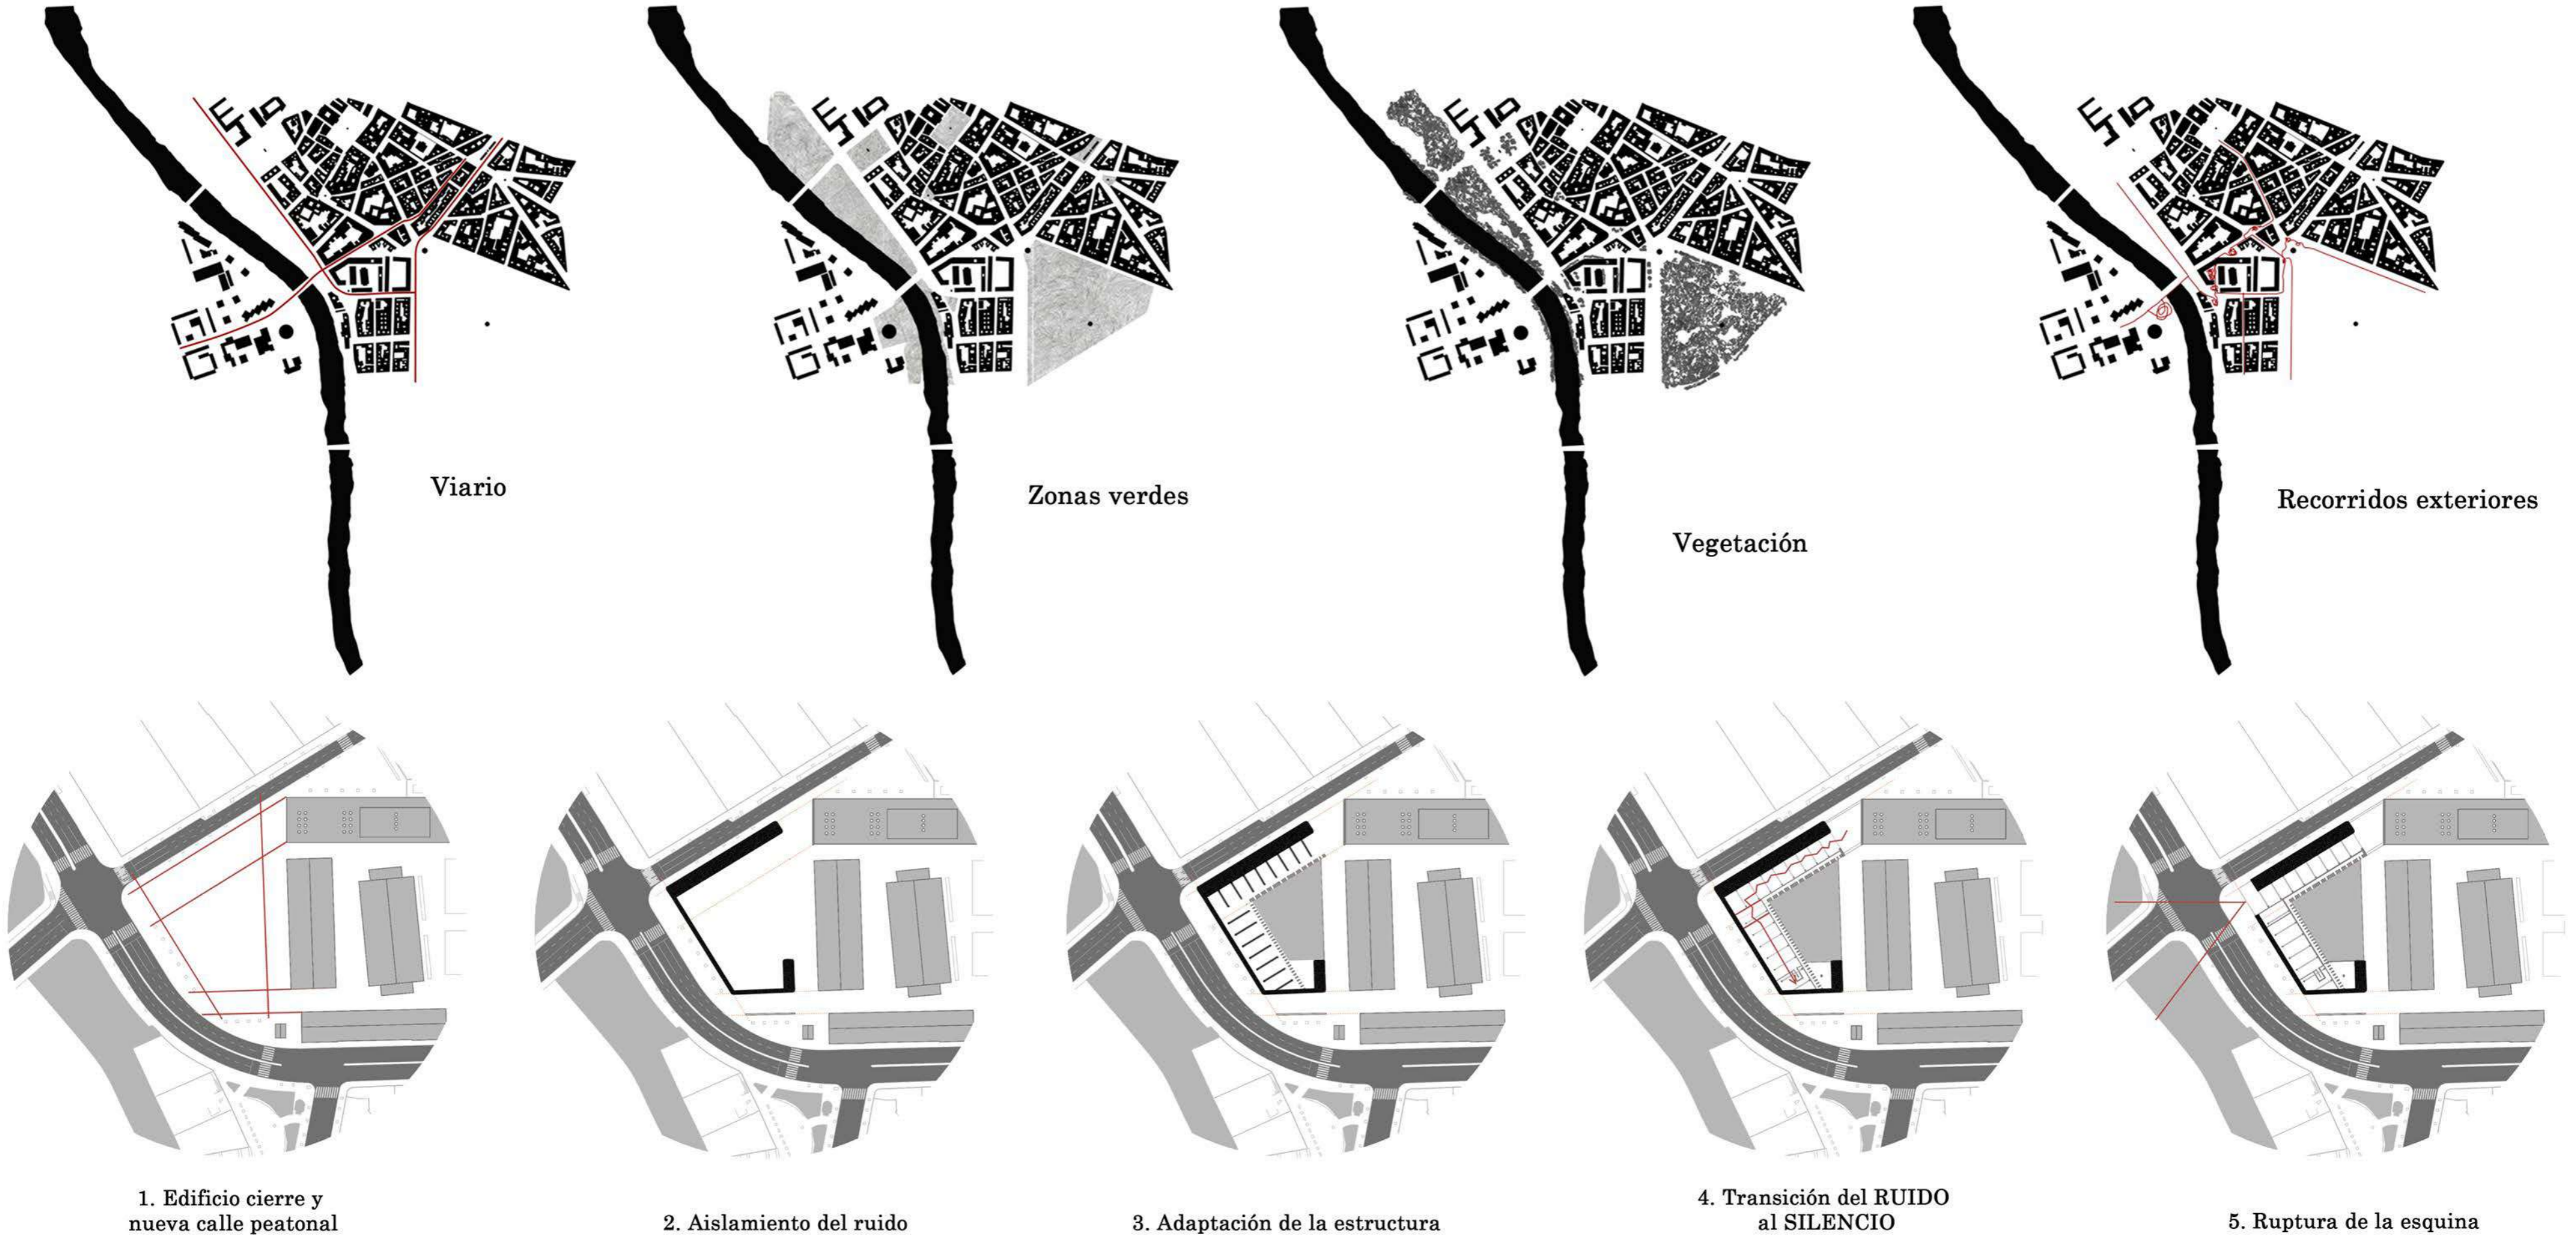 Viario
Zonas verdes
Vegetación
Recorridos exteriores
1. Edificio cierre y
nueva calle peatonal
2. Aislamiento del ruido
3. Adaptación de la estructura
4. Transición del RUIDO
al SILENCIO
5. Ruptura de la esquina